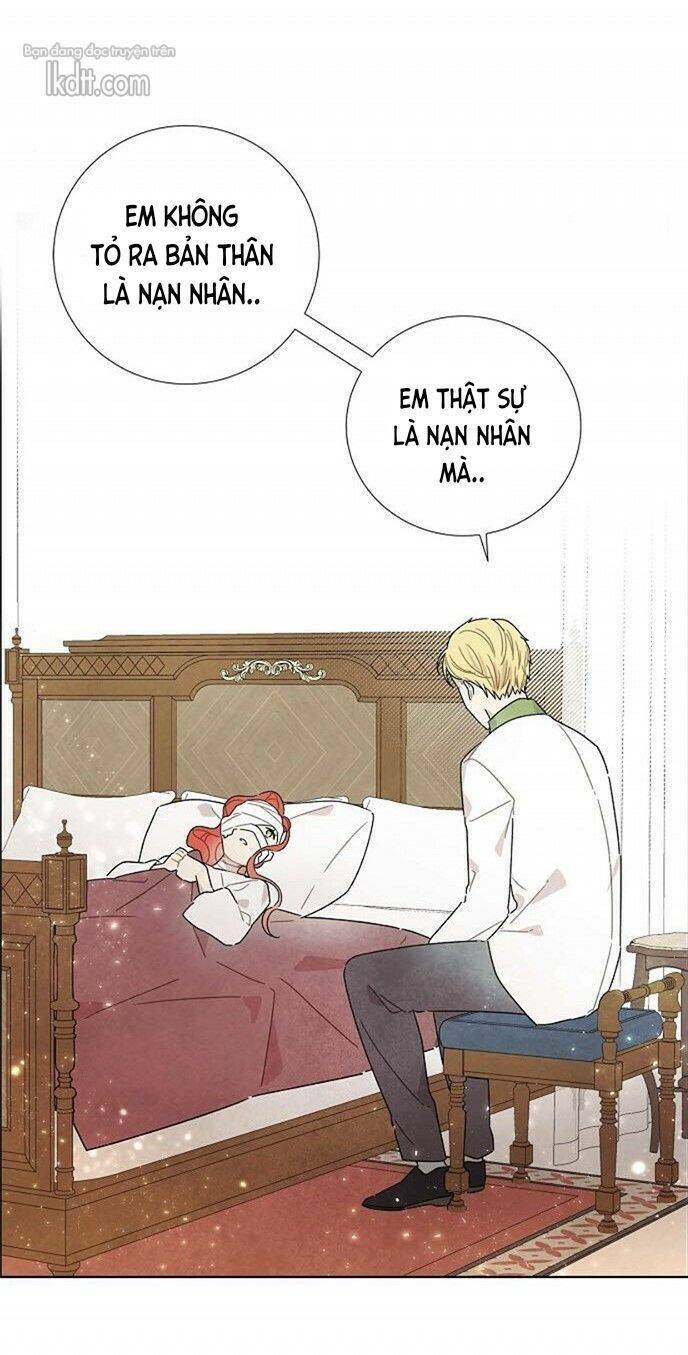 Bạn đang đọc truyện trên
lkdtt.com
EM KHÔNG
TỎ RA BẢN THÂN
LÀ NẠN NHÂN..
EM THẬT SỰ
LÀ NẠN NHÂN
MÀ..